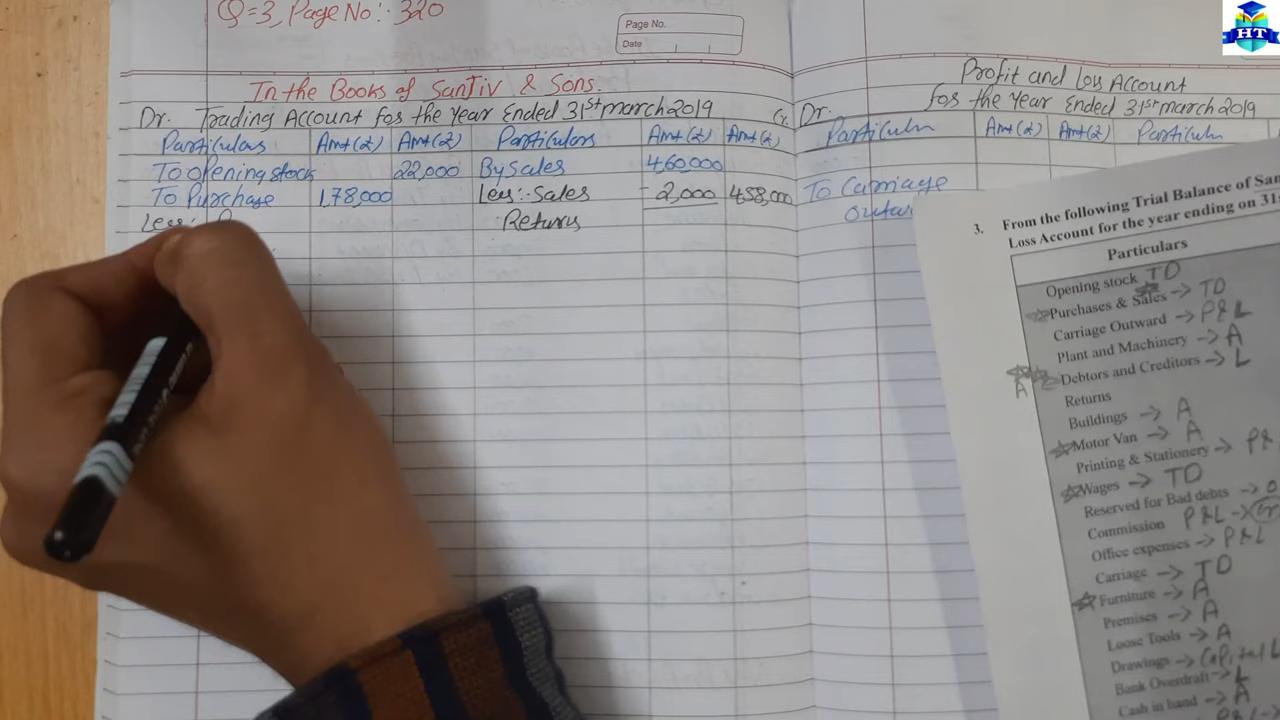 Q=3, Page No:. 320
Page No.
Date
HT
In the Books of Sanjiv & Sons.
Dr. Trading Account for the Year Ended 31st march 2019 Cr.
Particulars Amt(₹) Amt(₹) Particulars Amt(₹) Amt(₹)
To opening stock 22,000 By Sales 460,000
To Purchase 1,78,000 Less:- Sales - 2,000 458,000
Less:- Return
Profit and Loss Account
Dr. for the Year Ended 31st march 2019
Particulm Amt(₹) Amt(₹) Particulm
To Carriage
3. From the following Trial Balance of San
Loss Account for the year ending on 31
Particulars
Opening stock TD
Purchases & Sales → TD
Carriage Outward → P&L
Plant and Machinery → A
Debtors and Creditors → L
A
Returns
Buildings → A
Motor Van → A
Printing & Stationery → P&
Wages → TD
Reserved for Bad debts →
Commission P&L →
Office expenses → P&L
Carriage → TD
Furniture → A
Premises → A
Loose Tools → A
Drawings → Capital L
Bank Overdraft → L
Cash in hand → A